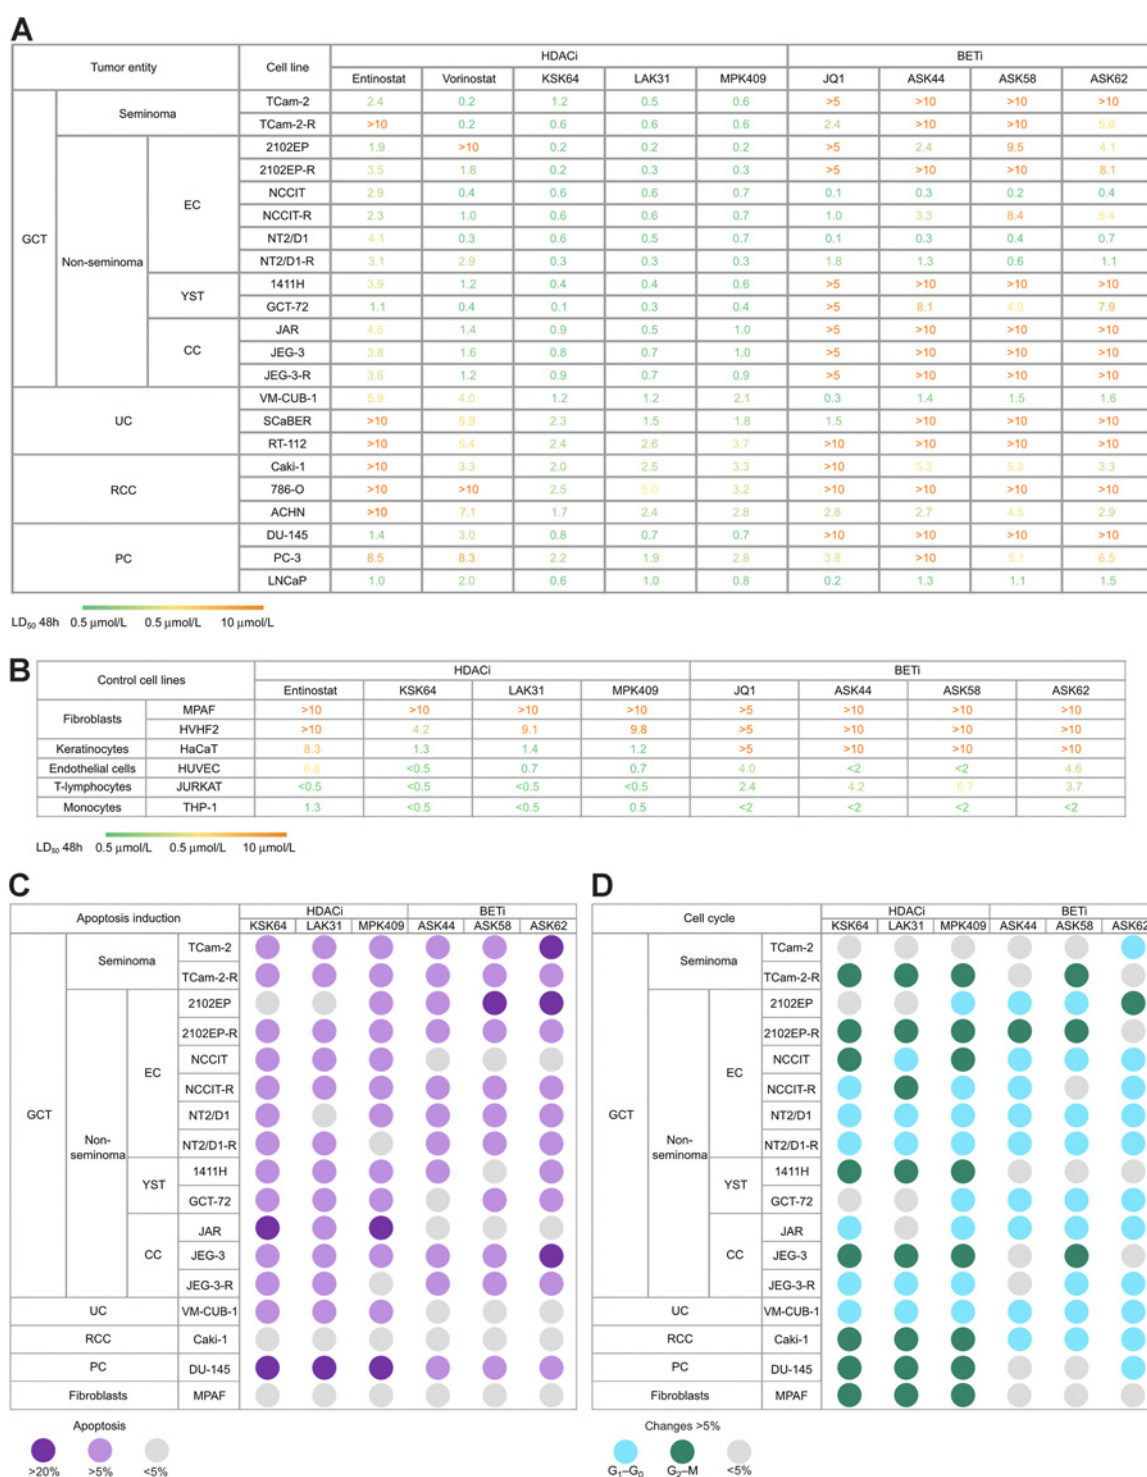 A
Tumor entity Cell line HDACi BETi
Entinostat Vorinostat KSK64 LAK31 MPK409 JQ1 ASK44 ASK58 ASK62
GCT Seminoma TCam-2 2.4 0.2 1.2 0.5 0.6 >5 >10 >10 >10
TCam-2-R >10 0.2 0.6 0.6 0.6 2.4 >10 >10 5.6
Non-seminoma EC 2102EP 1.9 >10 0.2 0.2 0.2 >5 2.4 9.5 4.1
2102EP-R 3.5 1.8 0.2 0.3 0.3 >5 >10 >10 8.1
NCCIT 2.9 0.4 0.6 0.6 0.7 0.1 0.3 0.2 0.4
NCCIT-R 2.3 1.0 0.6 0.6 0.7 1.0 3.3 8.4 5.4
NT2/D1 4.1 0.3 0.6 0.5 0.7 0.1 0.3 0.4 0.7
NT2/D1-R 3.1 2.9 0.3 0.3 0.3 1.8 1.3 0.6 1.1
YST 1411H 3.9 1.2 0.4 0.4 0.6 >5 >10 >10 >10
GCT-72 1.1 0.4 0.1 0.3 0.4 >5 8.1 4.9 7.9
CC JAR 4.6 1.4 0.9 0.5 1.0 >5 >10 >10 >10
JEG-3 3.8 1.6 0.8 0.7 1.0 >5 >10 >10 >10
JEG-3-R 3.6 1.2 0.9 0.7 0.9 >5 >10 >10 >10
UC VM-CUB-1 5.9 4.0 1.2 1.2 2.1 0.3 1.4 1.5 1.6
SCaBER >10 5.9 2.3 1.5 1.8 1.5 >10 >10 >10
RT-112 >10 5.4 2.4 2.6 3.7 >10 >10 >10 >10
RCC Caki-1 >10 3.3 2.0 2.5 3.3 >10 5.3 5.3 3.3
786-O >10 >10 2.5 5.0 3.2 >10 >10 >10 >10
ACHN >10 7.1 1.7 2.4 2.8 2.8 2.7 4.5 2.9
PC DU-145 1.4 3.0 0.8 0.7 0.7 >10 >10 >10 >10
PC-3 8.5 8.3 2.2 1.9 2.8 3.8 >10 5.1 6.5
LNCaP 1.0 2.0 0.6 1.0 0.8 0.2 1.3 1.1 1.5
LD50 48h 0.5 μmol/L 0.5 μmol/L 10 μmol/L
B
Control cell lines HDACi BETi
Entinostat KSK64 LAK31 MPK409 JQ1 ASK44 ASK58 ASK62
Fibroblasts MPAF >10 >10 >10 >10 >5 >10 >10 >10
HVHF2 >10 4.2 9.1 9.8 >5 >10 >10 >10
Keratinocytes HaCaT 8.3 1.3 1.4 1.2 >5 >10 >10 >10
Endothelial cells HUVEC 6.8 <0.5 0.7 0.7 4.0 <2 <2 4.6
T-lymphocytes JURKAT <0.5 <0.5 <0.5 <0.5 2.4 4.2 6.7 3.7
Monocytes THP-1 1.3 <0.5 <0.5 0.5 <2 <2 <2 <2
LD50 48h 0.5 μmol/L 0.5 μmol/L 10 μmol/L
C
Apoptosis induction HDACi BETi
KSK64 LAK31 MPK409 ASK44 ASK58 ASK62
GCT Seminoma TCam-2
TCam-2-R
Non-seminoma EC 2102EP
2102EP-R
NCCIT
NCCIT-R
NT2/D1
NT2/D1-R
YST 1411H
GCT-72
CC JAR
JEG-3
JEG-3-R
UC VM-CUB-1
RCC Caki-1
PC DU-145
Fibroblasts MPAF
Apoptosis
>20% >5% <5%
D
Cell cycle HDACi BETi
KSK64 LAK31 MPK409 ASK44 ASK58 ASK62
GCT Seminoma TCam-2
TCam-2-R
Non-seminoma EC 2102EP
2102EP-R
NCCIT
NCCIT-R
NT2/D1
NT2/D1-R
YST 1411H
GCT-72
CC JAR
JEG-3
JEG-3-R
UC VM-CUB-1
RCC Caki-1
PC DU-145
Fibroblasts MPAF
Changes >5%
G1–G0 G2–M <5%